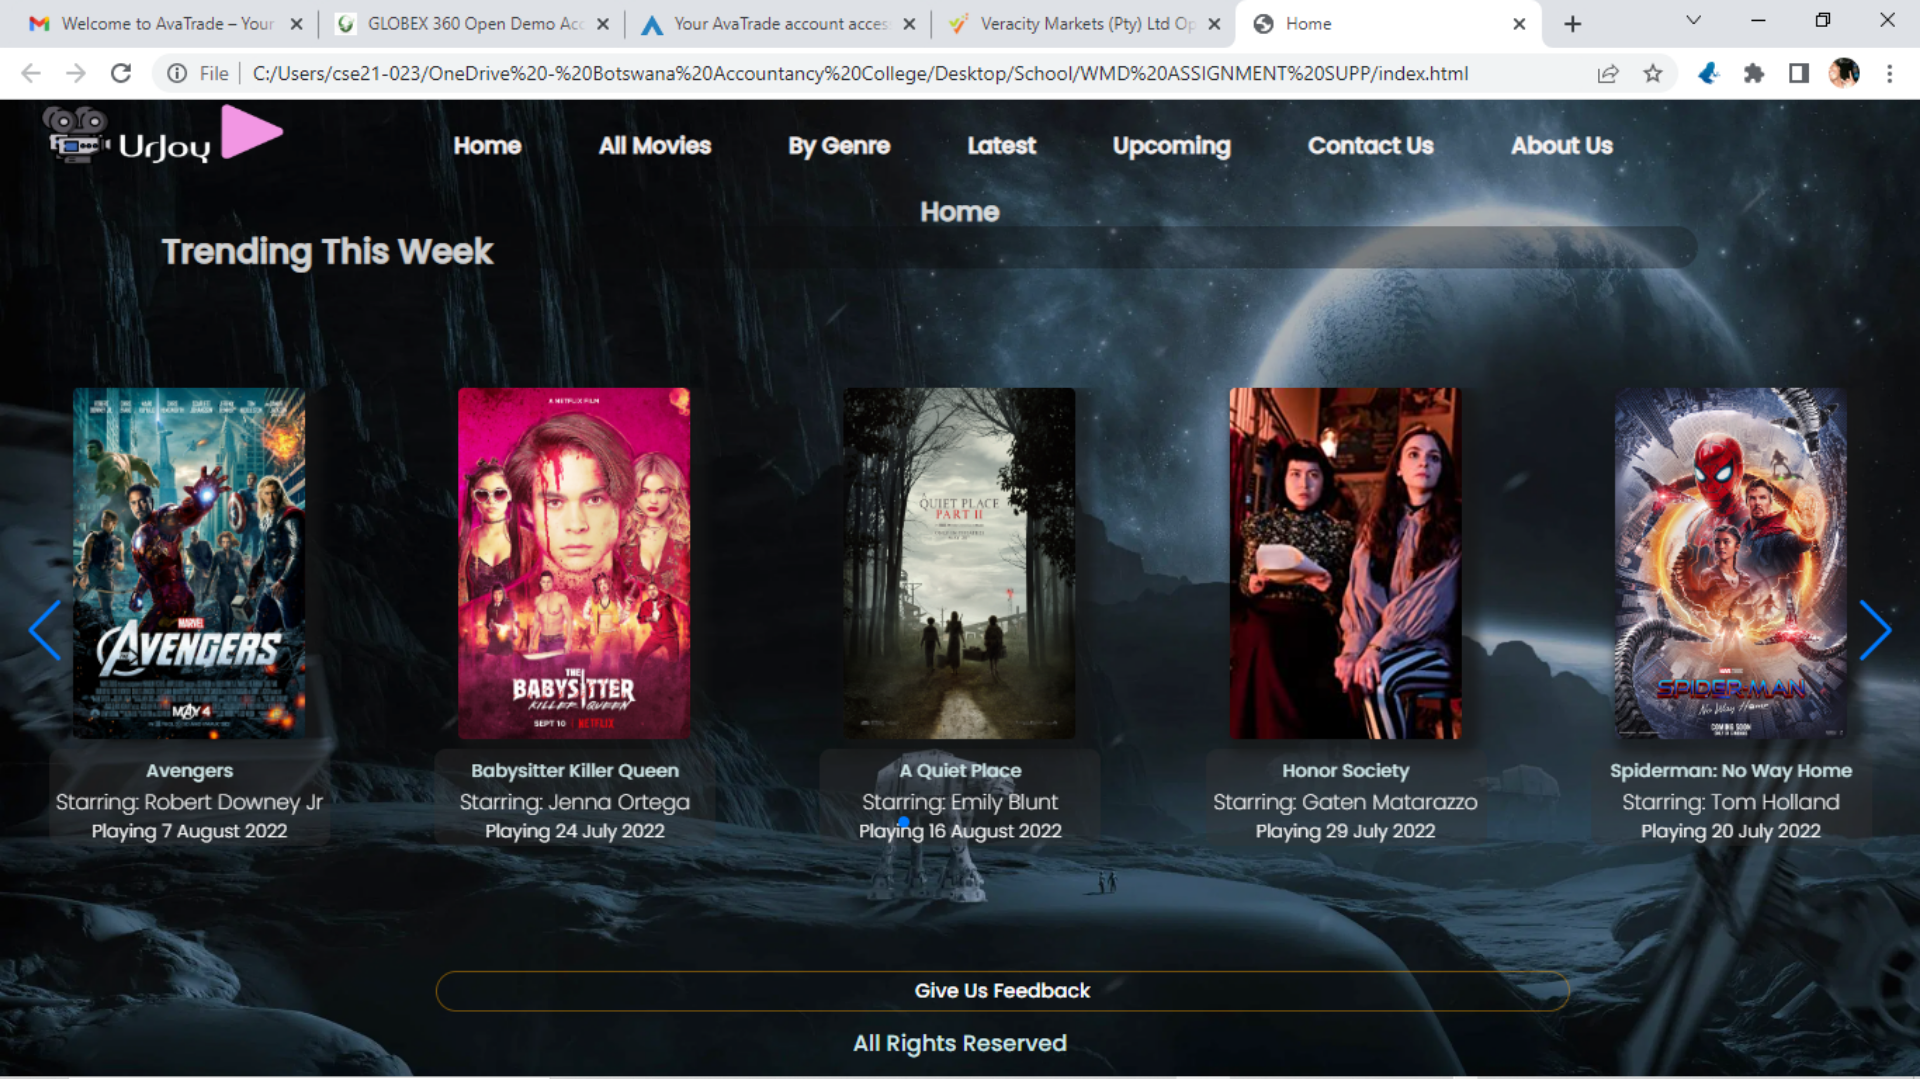 Welcome to AvaTrade – Your
GLOBEX 360 Open Demo Acc
Your AvaTrade account acces
Veracity Markets (Pty) Ltd Op
Home
File
C:/Users/cse21-023/OneDrive%20-%20Botswana%20Accountancy%20College/Desktop/School/WMD%20ASSIGNMENT%20SUPP/index.html
UrJoy
Home
All Movies
By Genre
Latest
Upcoming
Contact Us
About Us
Home
Trending This Week
MARVEL
AVENGERS
MAY 4
A NETFLIX FILM
THE
BABYSITTER
KILLER QUEEN
SEPT 10 | NETFLIX
A
QUIET PLACE
PART II
SPIDER-MAN
No Way Home
COMING SOON
Avengers
Starring: Robert Downey Jr
Playing 7 August 2022
Babysitter Killer Queen
Starring: Jenna Ortega
Playing 24 July 2022
A Quiet Place
Starring: Emily Blunt
Playing 16 August 2022
Honor Society
Starring: Gaten Matarazzo
Playing 29 July 2022
Spiderman: No Way Home
Starring: Tom Holland
Playing 20 July 2022
Give Us Feedback
All Rights Reserved